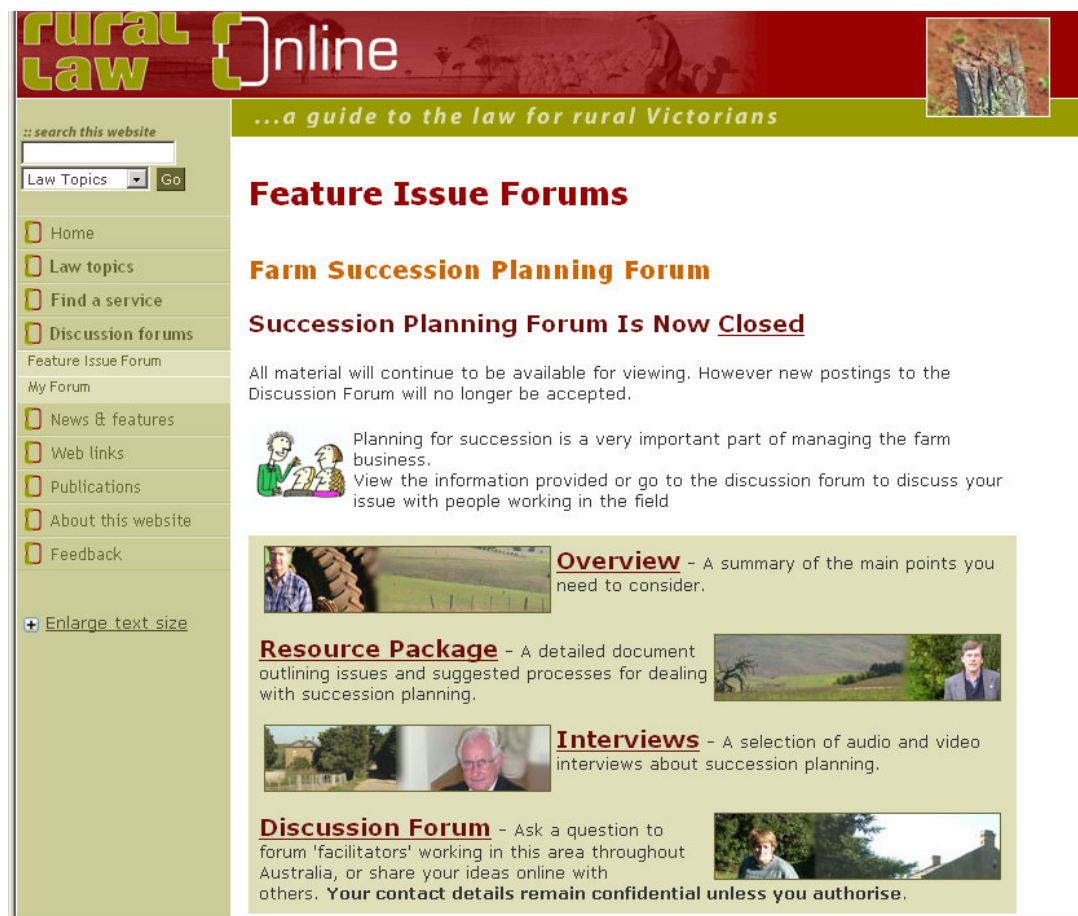 rural
law
Online
...a guide to the law for rural Victorians
:: search this website
Law Topics
Go
Home
Law topics
Find a service
Discussion forums
Feature Issue Forum
My Forum
News & features
Web links
Publications
About this website
Feedback
Enlarge text size
Feature Issue Forums
Farm Succession Planning Forum
Succession Planning Forum Is Now Closed
All material will continue to be available for viewing. However new postings to the
Discussion Forum will no longer be accepted.
Planning for succession is a very important part of managing the farm
business.
View the information provided or go to the discussion forum to discuss your
issue with people working in the field
Overview - A summary of the main points you
need to consider.
Resource Package - A detailed document
outlining issues and suggested processes for dealing
with succession planning.
Interviews - A selection of audio and video
interviews about succession planning.
Discussion Forum - Ask a question to
forum 'facilitators' working in this area throughout
Australia, or share your ideas online with
others. Your contact details remain confidential unless you authorise.